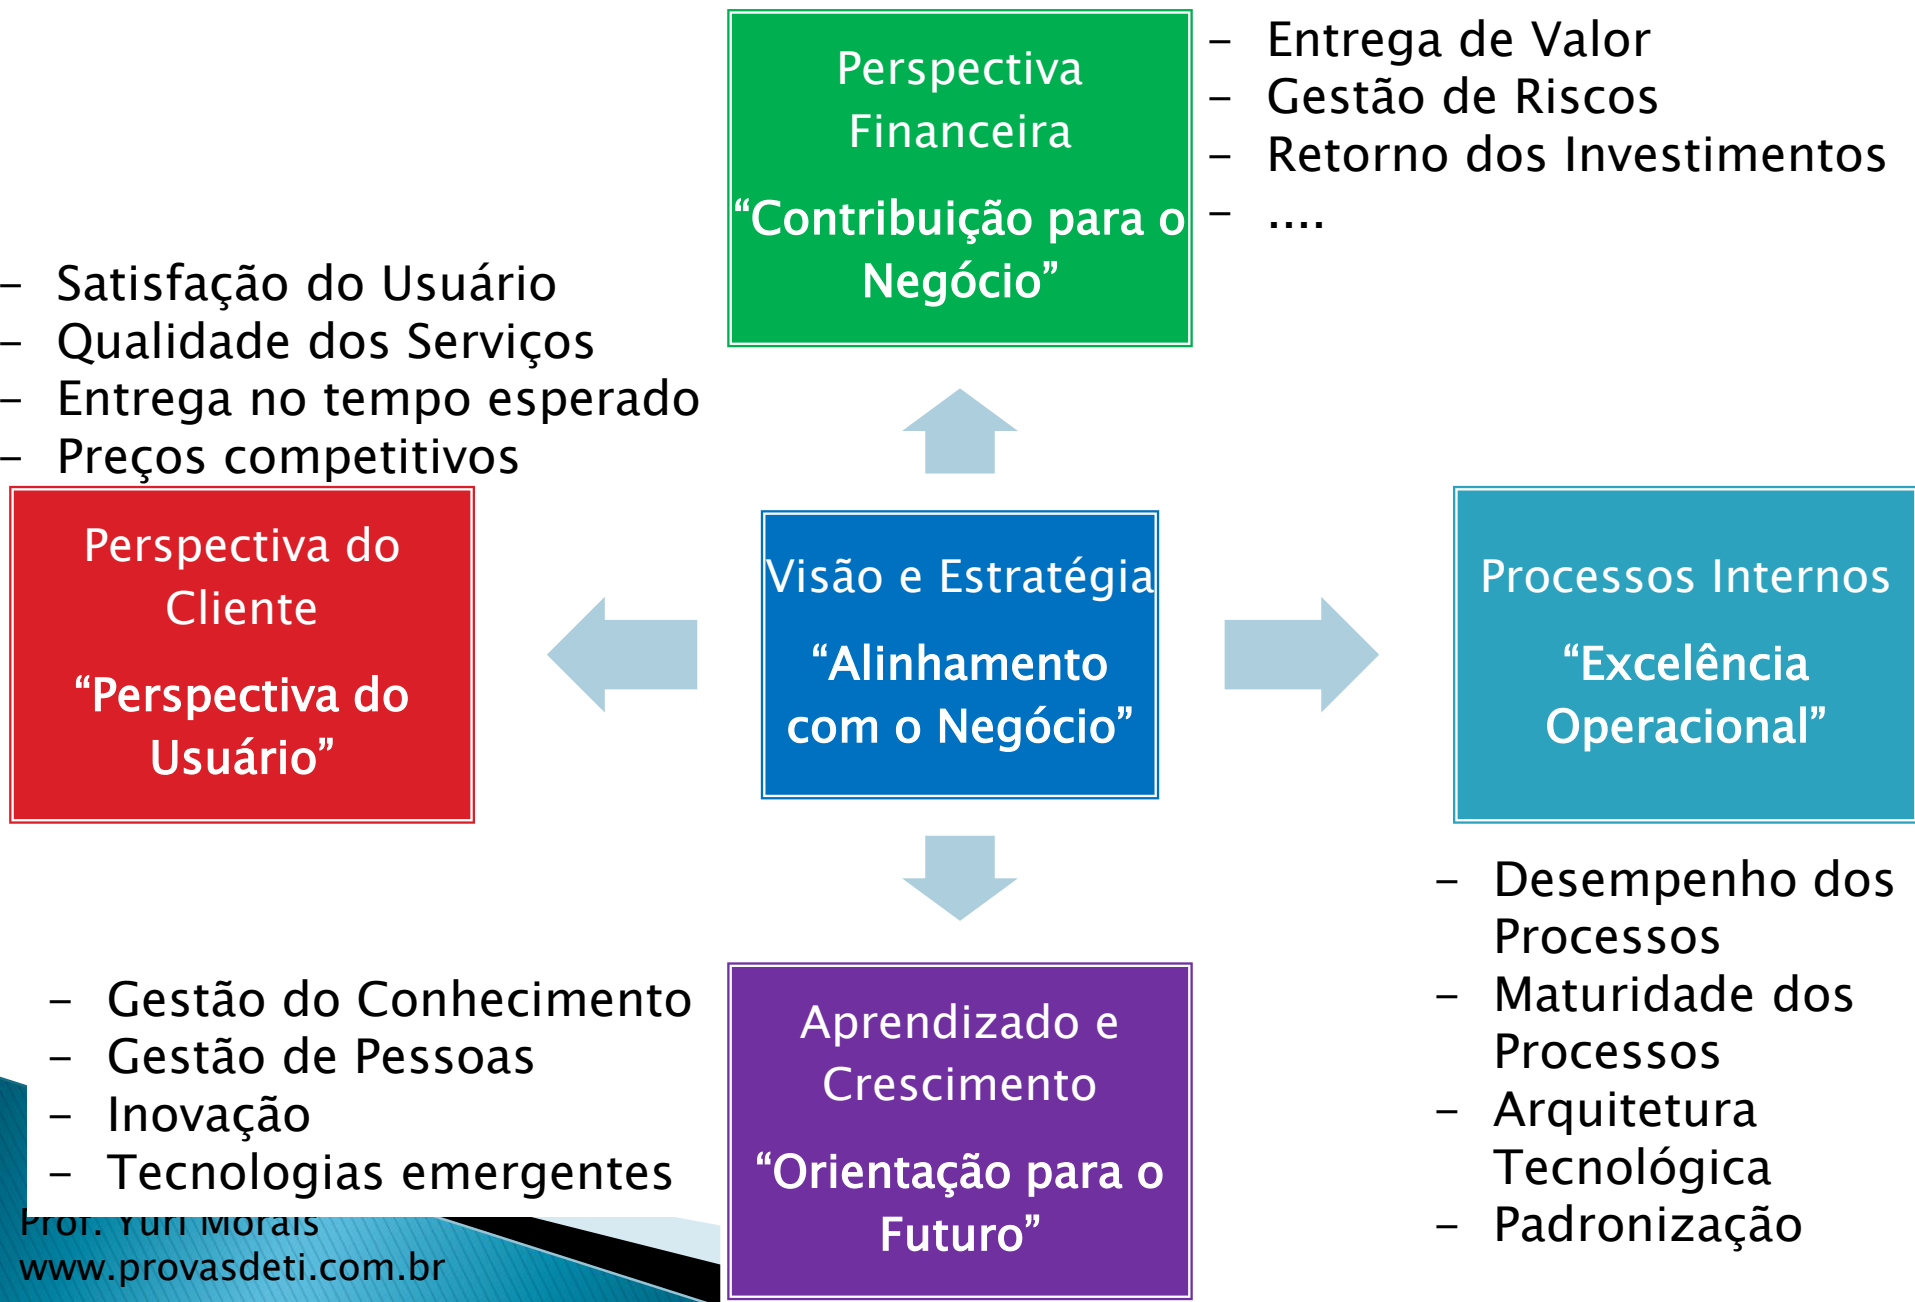 Perspectiva
Financeira
“Contribuição para o
Negócio”
- Entrega de Valor
- Gestão de Riscos
- Retorno dos Investimentos
- ....
- Satisfação do Usuário
- Qualidade dos Serviços
- Entrega no tempo esperado
- Preços competitivos
Perspectiva do
Cliente
“Perspectiva do
Usuário”
Visão e Estratégia
“Alinhamento
com o Negócio”
Processos Internos
“Excelência
Operacional”
- Desempenho dos
Processos
- Maturidade dos
Processos
- Arquitetura
Tecnológica
- Padronização
- Gestão do Conhecimento
- Gestão de Pessoas
- Inovação
- Tecnologias emergentes
Aprendizado e
Crescimento
“Orientação para o
Futuro”
Prof. Yuri Morais
www.provasdeti.com.br